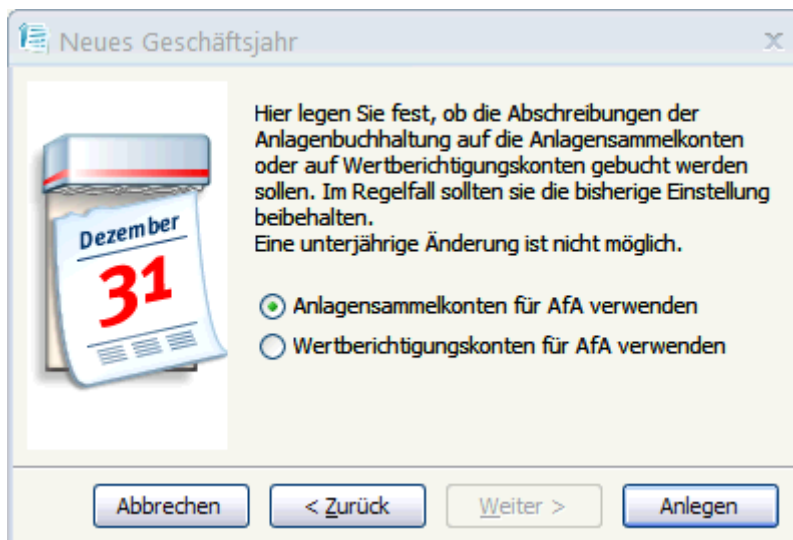 Neues Geschäftsjahr
Hier legen Sie fest, ob die Abschreibungen der
Anlagenbuchhaltung auf die Anlagensammelkonten
oder auf Wertberichtigungskonten gebucht werden
sollen. Im Regelfall sollten sie die bisherige Einstellung
beibehalten.
Eine unterjährige Änderung ist nicht möglich.
Dezember
31
Anlagensammelkonten für AfA verwenden
Wertberichtigungskonten für AfA verwenden
Abbrechen
< Zurück
Weiter >
Anlegen